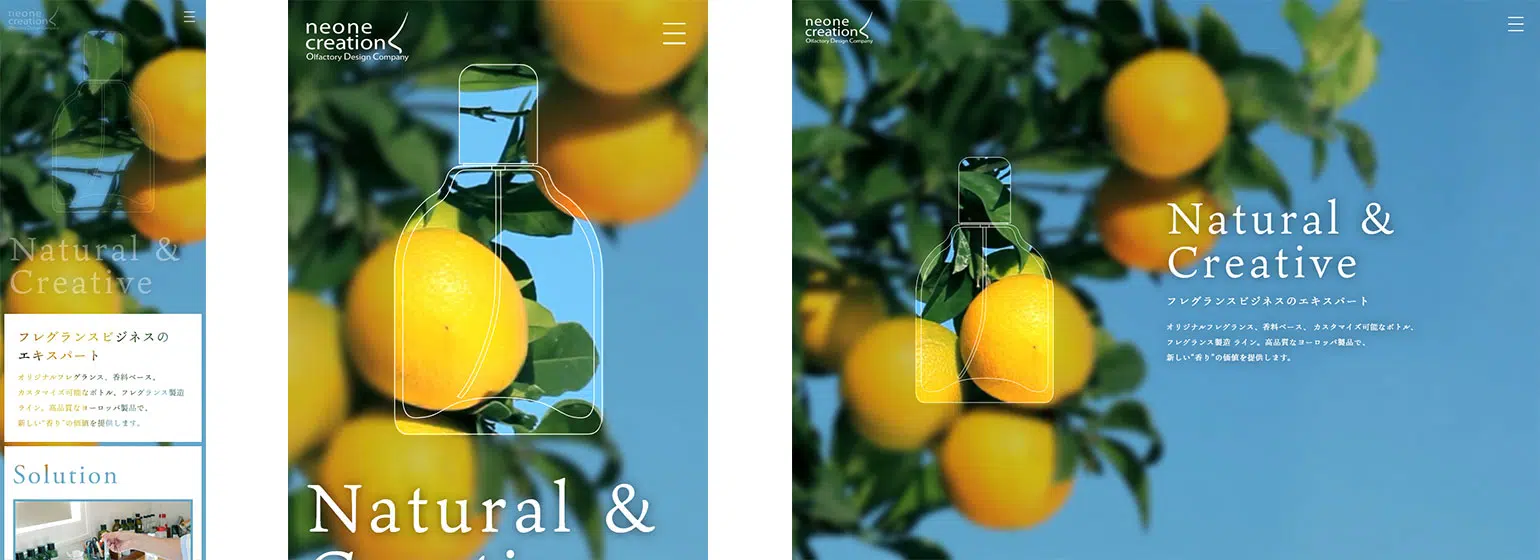 neone
creation
Olfactory Design Company
Natural &
Creative
フレグランスビジネスの
エキスパート
オリジナルフレグランス、香料ベース、
カスタマイズ可能なボトル、フレグランス製造
ライン。高品質なヨーロッパ製品で、
新しい“香り”の価値を提供します。
Solution
neone
creation
Olfactory Design Company
Natural &
neone
creation
Olfactory Design Company
Natural &
Creative
フレグランスビジネスのエキスパート
オリジナルフレグランス、香料ベース、 カスタマイズ可能なボトル、
フレグランス製造 ライン。高品質なヨーロッパ製品で、
新しい“香り”の価値を提供します。